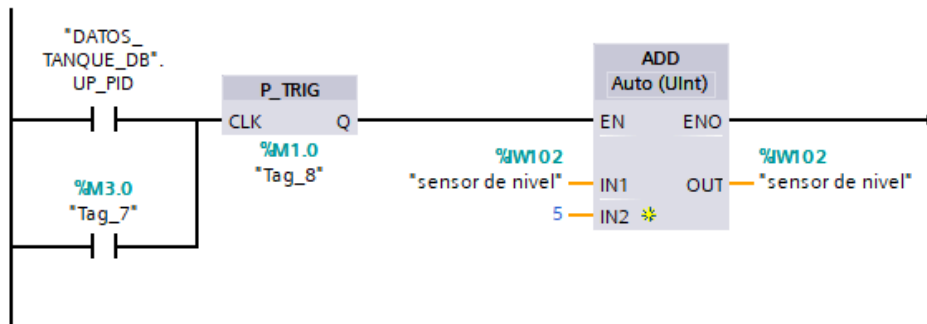 "DATOS_
TANQUE_DB".
UP_PID
P_TRIG
CLK Q
%M1.0
"Tag_8"
%M3.0
"Tag_7"
ADD
Auto (UInt)
EN ENO
%IW102
"sensor de nivel"
IN1
5
IN2
OUT
%IW102
"sensor de nivel"